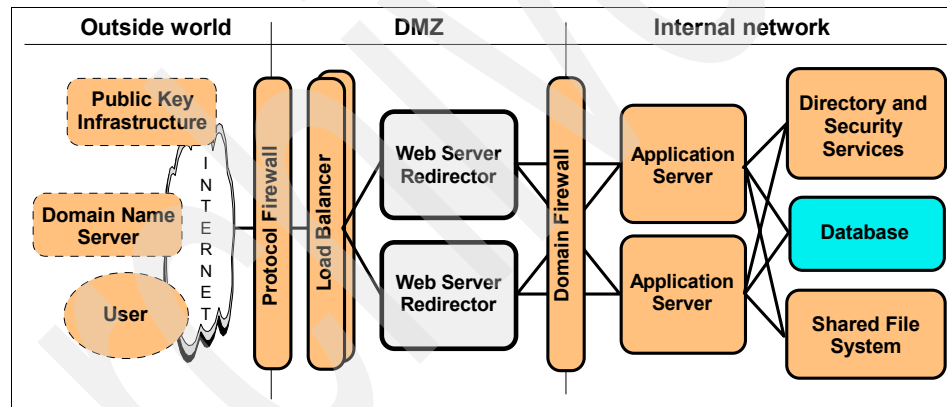 Outside world
DMZ
Internal network
Public Key
Infrastructure
Domain Name
Server
User
INTERNET
Protocol Firewall
Load Balancer
Web Server
Redirector
Web Server
Redirector
Domain Firewall
Application
Server
Application
Server
Directory and
Security
Services
Database
Shared File
System